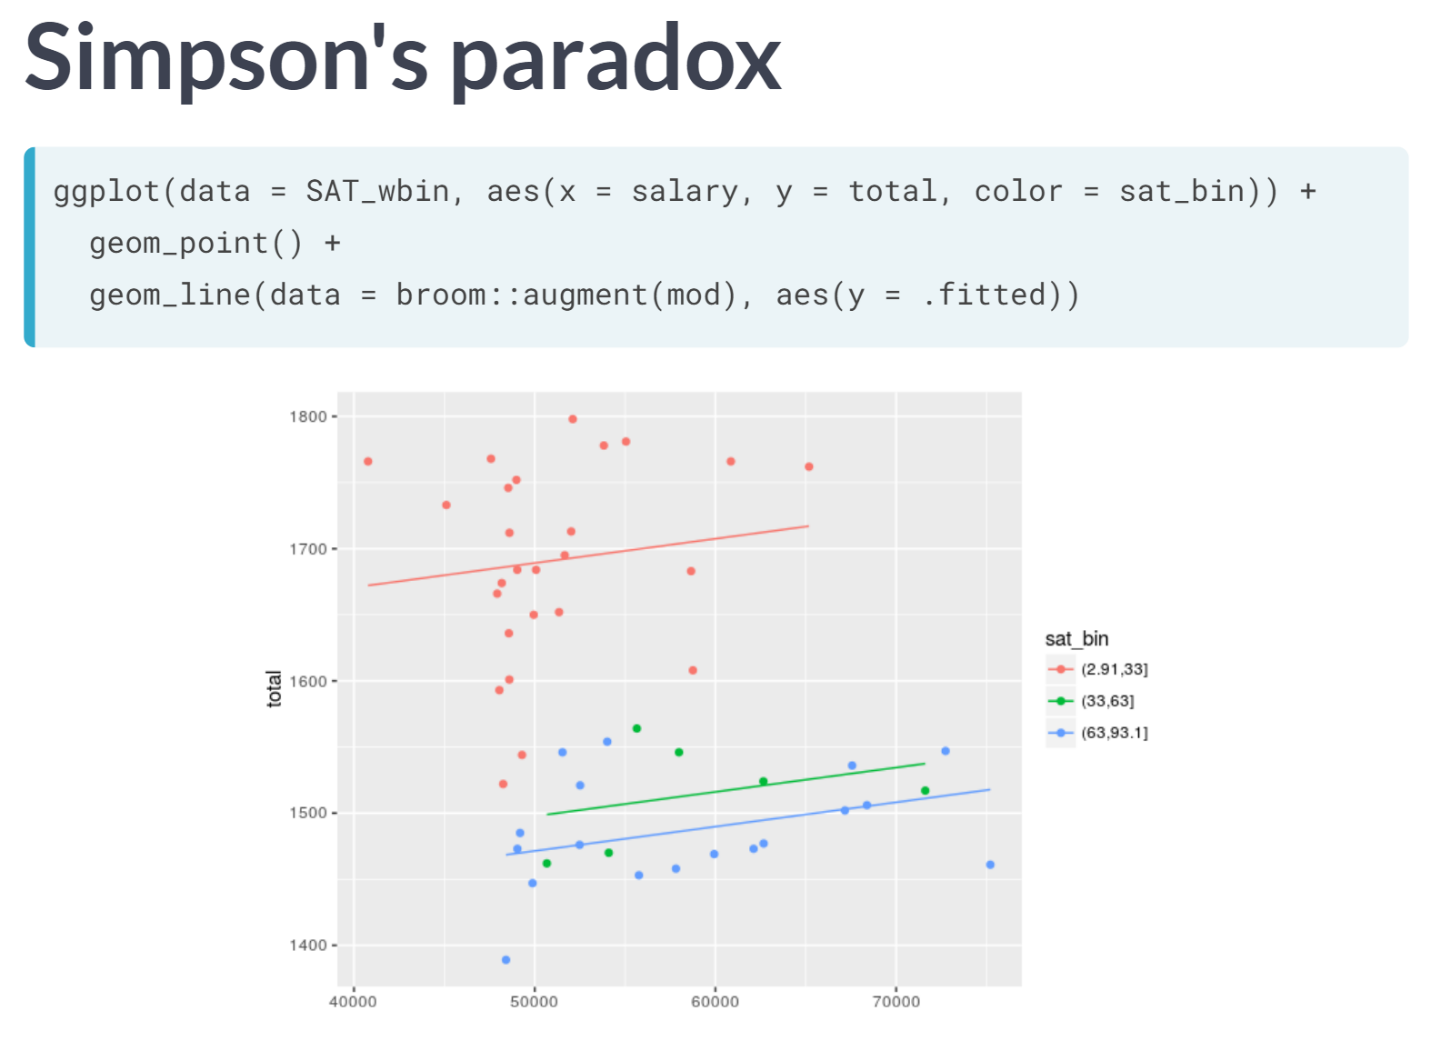 Simpson's paradox
ggplot(data = SAT_wbin, aes(x = salary, y = total, color = sat_bin)) +
geom_point() +
geom_line(data = broom::augment(mod), aes(y = .fitted))
1800
1700
1600
1500
1400
total
40000 50000 60000 70000
sat_bin
(2.91,33]
(33,63]
(63,93.1]